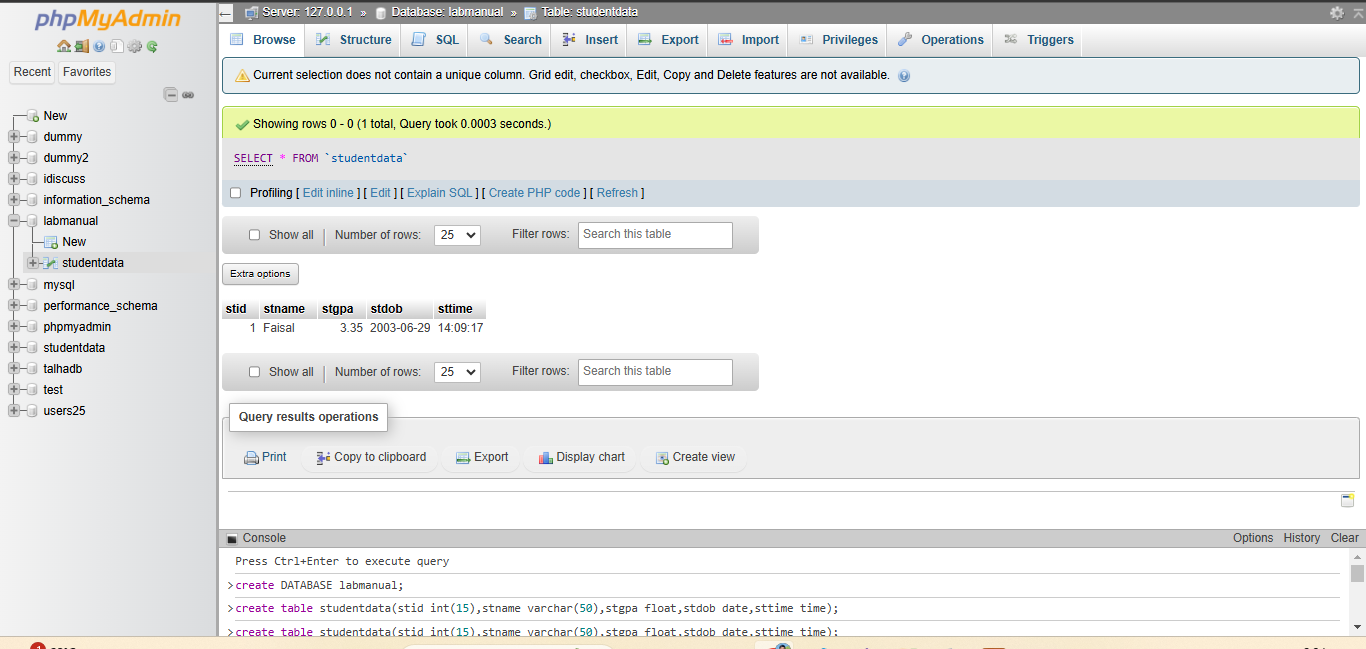 phpMyAdmin
Recent Favorites
New
dummy
dummy2
idiscuss
information_schema
labmanual
New
studentdata
mysql
performance_schema
phpmyadmin
studentdata
talhadb
test
users25
Server: 127.0.0.1 » Database: labmanual » Table: studentdata
Browse Structure SQL Search Insert Export Import Privileges Operations Triggers
Current selection does not contain a unique column. Grid edit, checkbox, Edit, Copy and Delete features are not available.
Showing rows 0 - 0 (1 total, Query took 0.0003 seconds.)
SELECT * FROM `studentdata`
Profiling [ Edit inline ] [ Edit ] [ Explain SQL ] [ Create PHP code ] [ Refresh ]
Show all | Number of rows: 25 Filter rows: Search this table
Extra options
stid stname stgpa stdob sttime
1 Faisal 3.35 2003-06-29 14:09:17
Show all | Number of rows: 25 Filter rows: Search this table
Query results operations
Print Copy to clipboard Export Display chart Create view
Console Options History Clear
Press Ctrl+Enter to execute query
>create DATABASE labmanual;
>create table studentdata(stid int(15),stname varchar(50),stgpa float,stdob date,sttime time);
>create table studentdata(stid int(15),stname varchar(50),stgpa float,stdob date,sttime time);